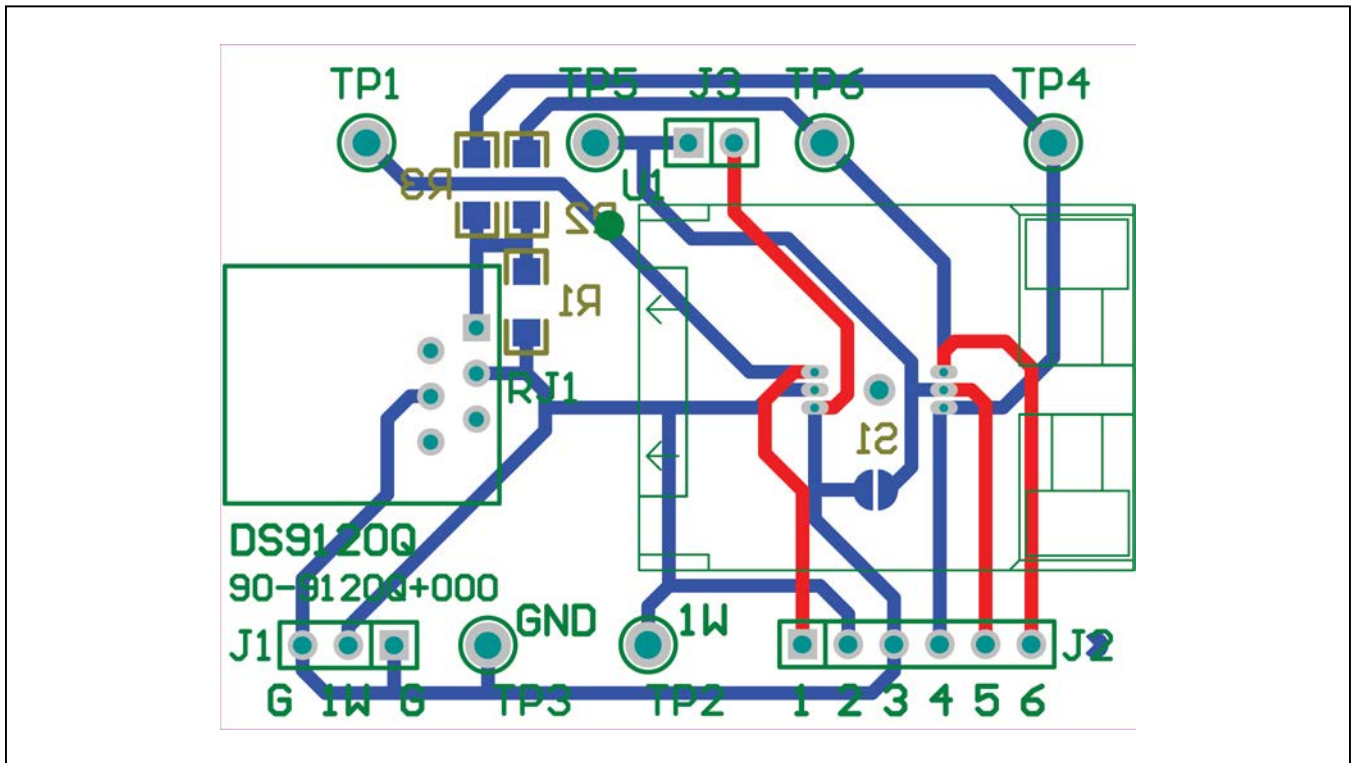 TP1 TP5 J3 TP6 TP4
R3 U1
R2
R1
RJ1
S1
DS9120Q
90-9120Q+000
GND 1W
J1 J2
G 1W G TP3 TP2 1 2 3 4 5 6